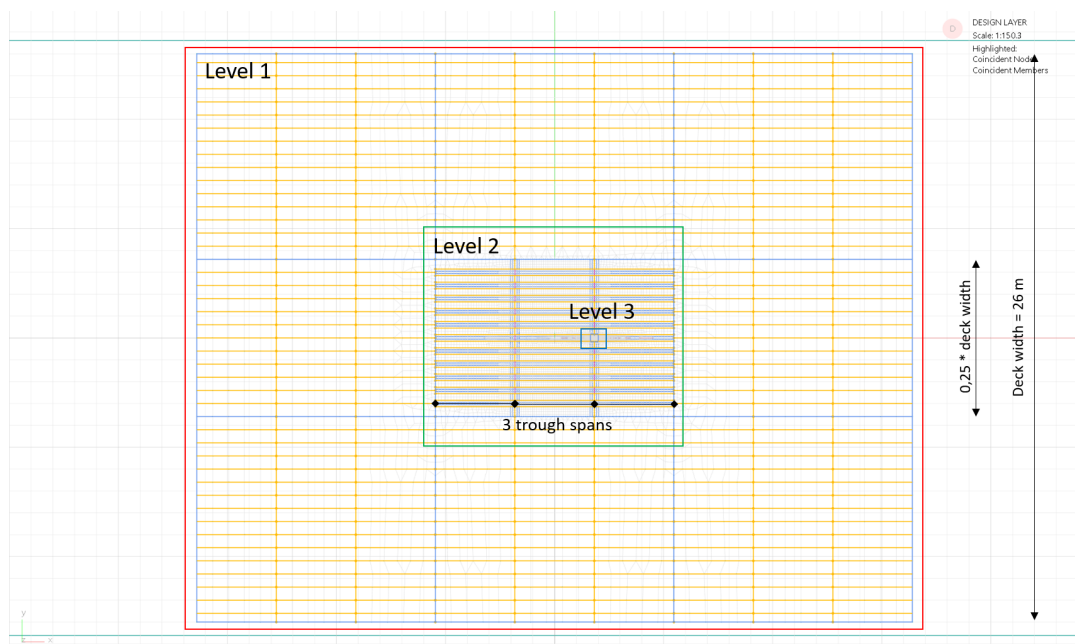 D
DESIGN LAYER
Scale: 1:150.3
Highlighted:
Coincident Nodes
Coincident Members
Level 1
Level 2
Level 3
3 trough spans
0,25 * deck width
Deck width = 26 m
y
z
x